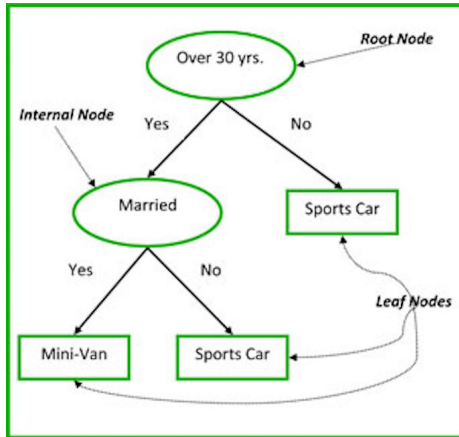 Root Node
Over 30 yrs.
Internal Node
Yes
No
Married
Sports Car
Yes
No
Leaf Nodes
Mini-Van
Sports Car